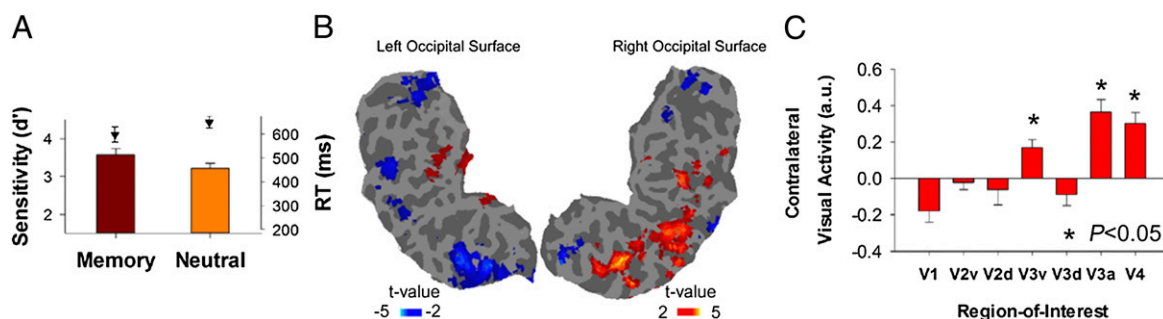 A
Sensitivity (d')
4
3
2
600
500
400
300
200
RT (ms)
Memory Neutral
B
Left Occipital Surface Right Occipital Surface
t-value
-5 -2
t-value
2 5
C
Contralateral
Visual Activity (a.u.)
0.6
0.4
0.2
0.0
-0.2
-0.4
* * *
* P<0.05
V1 V2v V2d V3v V3d V3a V4
Region-of-Interest